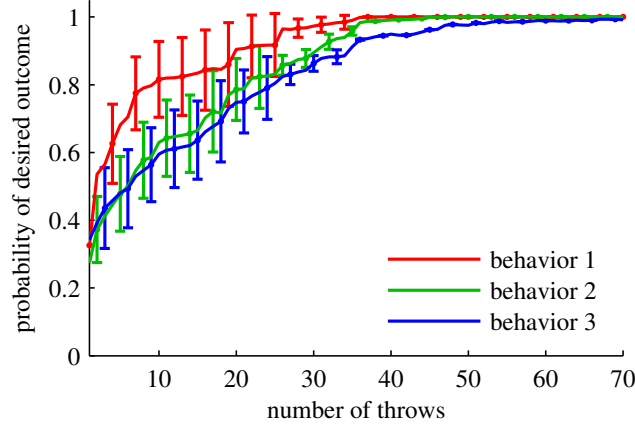 1
0.8
0.6
0.4
0.2
0
probability of desired outcome
behavior 1
behavior 2
behavior 3
10 20 30 40 50 60 70
number of throws